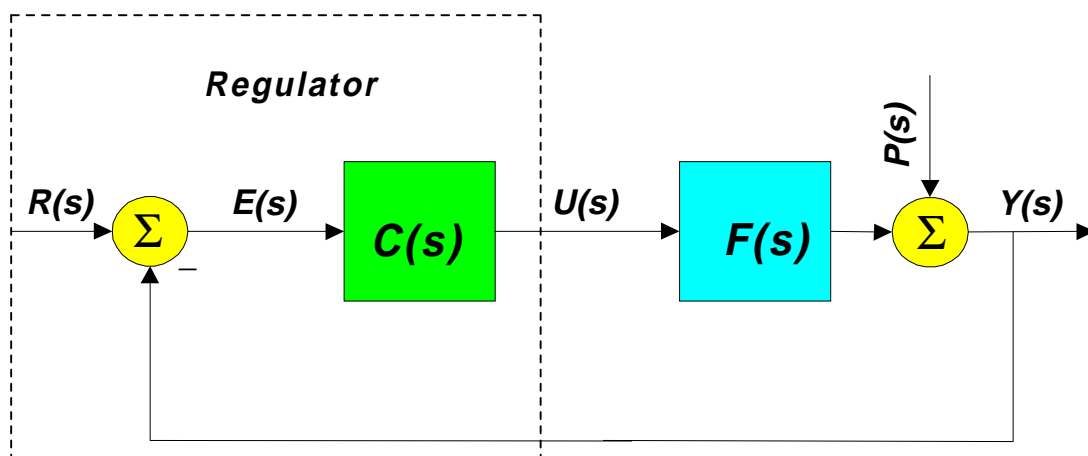 Regulator
P(s)
R(s)
Σ
E(s)
C(s)
U(s)
F(s)
Σ
Y(s)
–